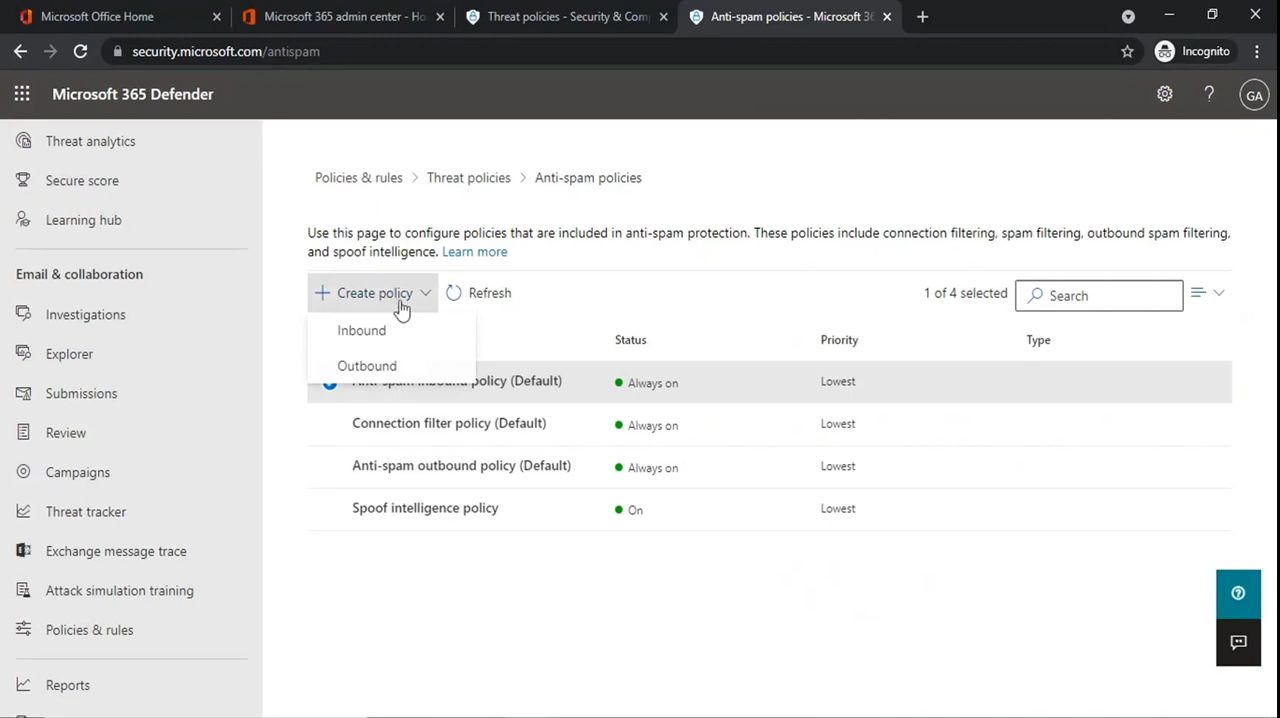 Microsoft Office Home
Microsoft 365 admin center - Ho
Threat policies - Security & Com
Anti-spam policies - Microsoft 36
security.microsoft.com/antispam
Incognito
Microsoft 365 Defender
GA
Threat analytics
Secure score
Learning hub
Email & collaboration
Investigations
Explorer
Submissions
Review
Campaigns
Threat tracker
Exchange message trace
Attack simulation training
Policies & rules
Reports
Policies & rules > Threat policies > Anti-spam policies
Use this page to configure policies that are included in anti-spam protection. These policies include connection filtering, spam filtering, outbound spam filtering,
and spoof intelligence. Learn more
Create policy
Refresh
1 of 4 selected
Search
Inbound
Outbound
Status
Priority
Type
Anti-spam inbound policy (Default)
Always on
Lowest
Connection filter policy (Default)
Always on
Lowest
Anti-spam outbound policy (Default)
Always on
Lowest
Spoof intelligence policy
On
Lowest